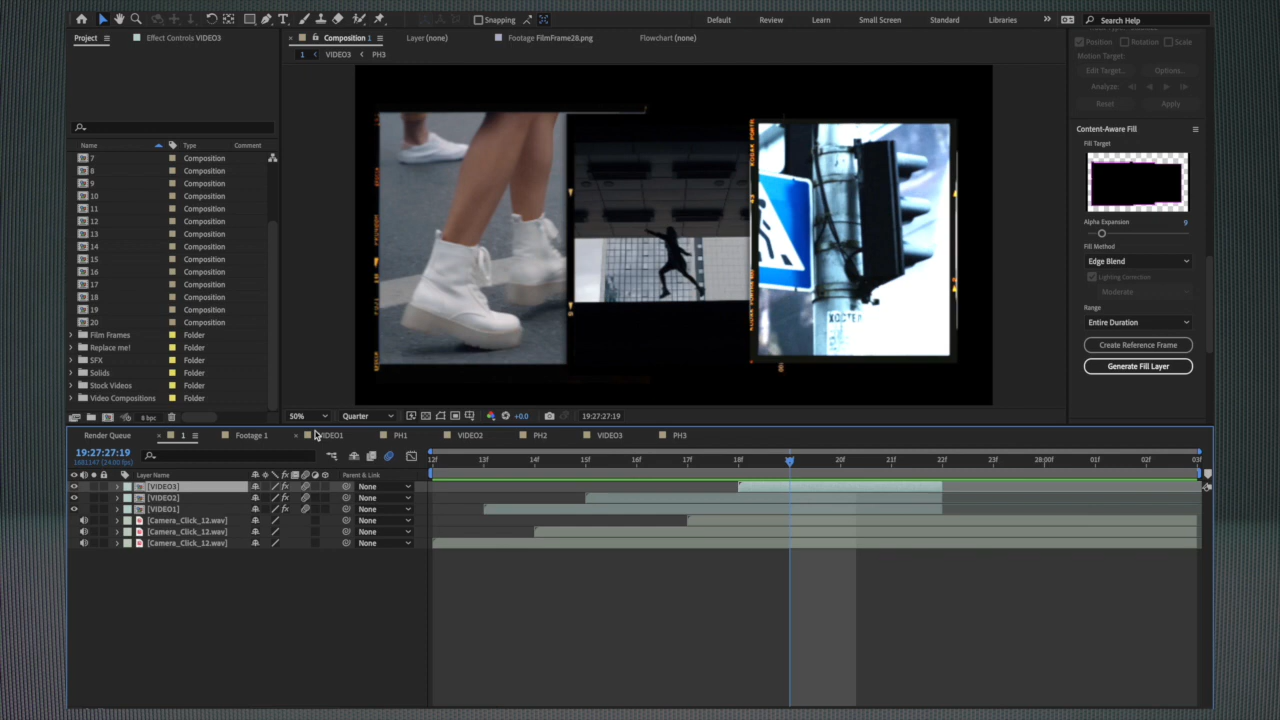 Snapping
Default
Review
Learn
Small Screen
Standard
Libraries
Search Help
Project
Effect Controls VIDEO3
Composition 1
Layer (none)
Footage FilmFrame28.png
Flowchart (none)
1
VIDEO3
PH3
Position
Rotation
Scale
Motion Target:
Edit Target...
Options...
Analyze:
Reset
Apply
Content-Aware Fill
Fill Target
Alpha Expansion
9
Fill Method
Edge Blend
Lighting Correction
Moderate
Range
Entire Duration
Create Reference Frame
Generate Fill Layer
Name
Type
Comment
7 Composition
8 Composition
9 Composition
10 Composition
11 Composition
12 Composition
13 Composition
14 Composition
15 Composition
16 Composition
17 Composition
18 Composition
19 Composition
20 Composition
Film Frames Folder
Replace me! Folder
SFX Folder
Solids Folder
Stock Videos Folder
Video Compositions Folder
8 bpc
50%
Quarter
+0.0
19:27:27:19
Render Queue
1
Footage 1
VIDEO1
PH1
VIDEO2
PH2
VIDEO3
PH3
19:27:27:19
1681147 (24.00 fps)
12f
13f
14f
15f
16f
17f
18f
20f
21f
22f
23f
28:00f
01f
02f
03f
Layer Name
Parent & Link
[VIDEO3] None
[VIDEO2] None
[VIDEO1] None
[Camera_Click_12.wav] None
[Camera_Click_12.wav] None
[Camera_Click_12.wav] None